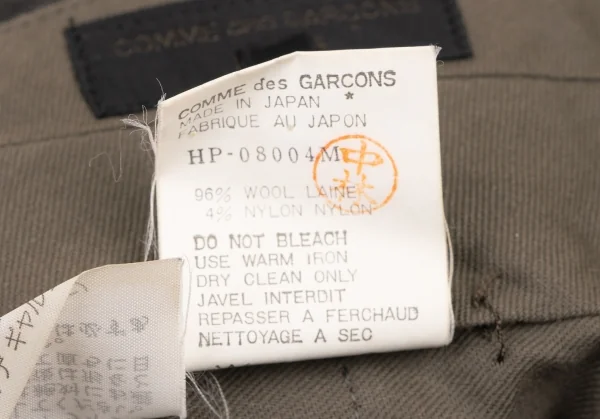 COMME des GARCONS
COMME des GARCONS
MADE IN JAPAN *
FABRIQUE AU JAPON
HP-08004M
中林
96% WOOL LAINE
4% NYLON NYLON
DO NOT BLEACH
USE WARM IRON
DRY CLEAN ONLY
JAVEL INTERDIT
REPASSER A FERCHAUD
NETTOYAGE A SEC